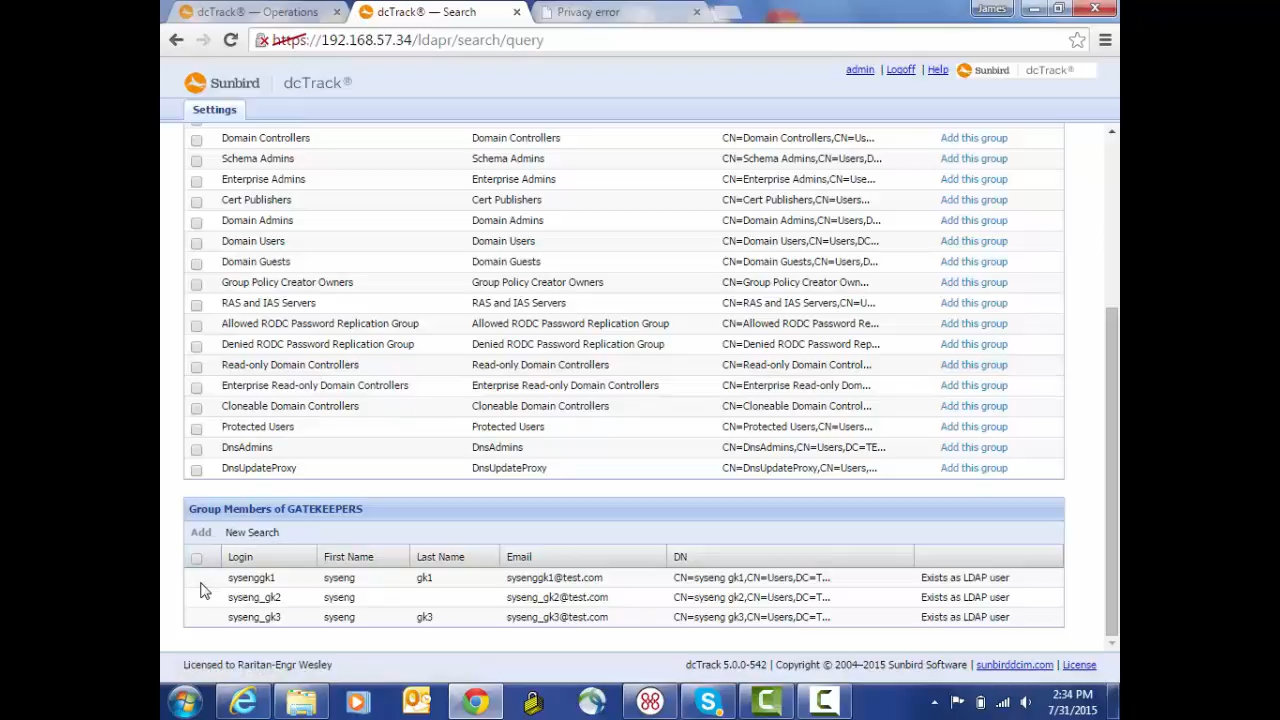 dcTrack® — Operations
dcTrack® — Search
Privacy error
James
https://192.168.57.34/ldapr/search/query
admin | Logoff | Help
Sunbird dcTrack®
Sunbird dcTrack®
Settings
Domain Controllers Domain Controllers CN=Domain Controllers,CN=Us... Add this group
Schema Admins Schema Admins CN=Schema Admins,CN=Users,D... Add this group
Enterprise Admins Enterprise Admins CN=Enterprise Admins,CN=Use... Add this group
Cert Publishers Cert Publishers CN=Cert Publishers,CN=Users... Add this group
Domain Admins Domain Admins CN=Domain Admins,CN=Users,D... Add this group
Domain Users Domain Users CN=Domain Users,CN=Users,DC... Add this group
Domain Guests Domain Guests CN=Domain Guests,CN=Users,D... Add this group
Group Policy Creator Owners Group Policy Creator Owners CN=Group Policy Creator Own... Add this group
RAS and IAS Servers RAS and IAS Servers CN=RAS and IAS Servers,CN=U... Add this group
Allowed RODC Password Replication Group Allowed RODC Password Replication Group CN=Allowed RODC Password Re... Add this group
Denied RODC Password Replication Group Denied RODC Password Replication Group CN=Denied RODC Password Rep... Add this group
Read-only Domain Controllers Read-only Domain Controllers CN=Read-only Domain Control... Add this group
Enterprise Read-only Domain Controllers Enterprise Read-only Domain Controllers CN=Enterprise Read-only Dom... Add this group
Cloneable Domain Controllers Cloneable Domain Controllers CN=Cloneable Domain Control... Add this group
Protected Users Protected Users CN=Protected Users,CN=Users... Add this group
DnsAdmins DnsAdmins CN=DnsAdmins,CN=Users,DC=TE... Add this group
DnsUpdateProxy DnsUpdateProxy CN=DnsUpdateProxy,CN=Users,... Add this group
Group Members of GATEKEEPERS
Add New Search
Login First Name Last Name Email DN
sysenggk1 syseng gk1 sysenggk1@test.com CN=syseng gk1,CN=Users,DC=T... Exists as LDAP user
syseng_gk2 syseng syseng_gk2@test.com CN=syseng gk2,CN=Users,DC=T... Exists as LDAP user
syseng_gk3 syseng gk3 syseng_gk3@test.com CN=syseng gk3,CN=Users,DC=T... Exists as LDAP user
Licensed to Raritan-Engr Wesley dcTrack 5.0.0-542 | Copyright © 2004–2015 Sunbird Software | sunbirddcim.com | License
2:34 PM
7/31/2015